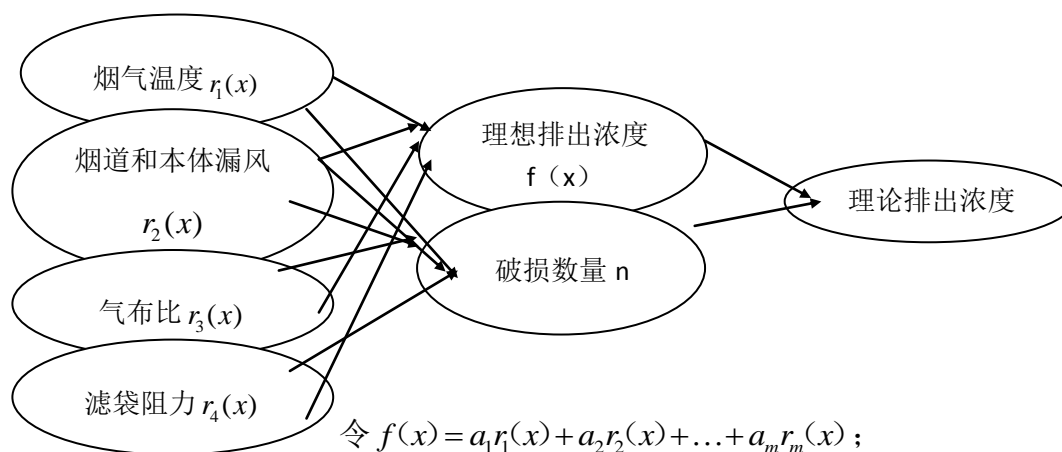 烟气温度 r₁(x)
烟道和本体漏风
r₂(x)
气布比 r₃(x)
滤袋阻力 r₄(x)
理想排出浓度
f（x）
破损数量 n
理论排出浓度
令 f(x) = a₁r₁(x) + a₂r₂(x) + … + aₘrₘ(x)；